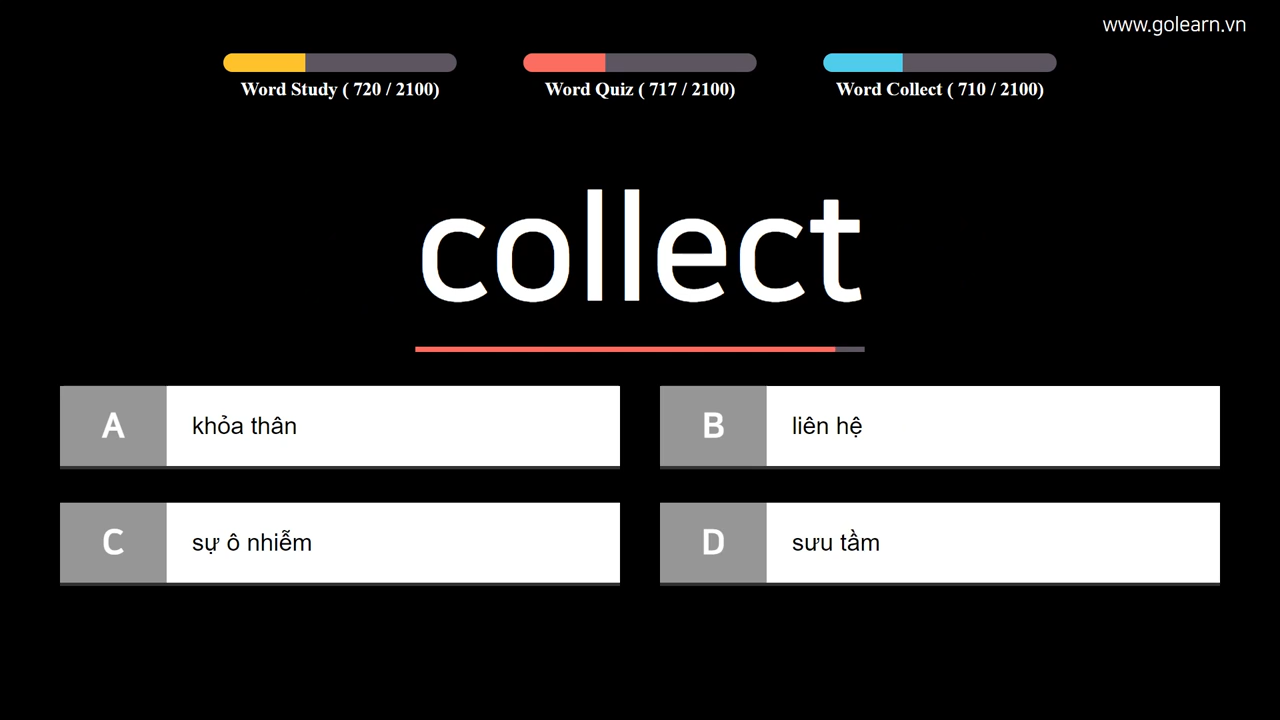 www.golearn.vn
Word Study ( 720 / 2100)
Word Quiz ( 717 / 2100)
Word Collect ( 710 / 2100)
collect
A khỏa thân
B liên hệ
C sự ô nhiễm
D sưu tầm